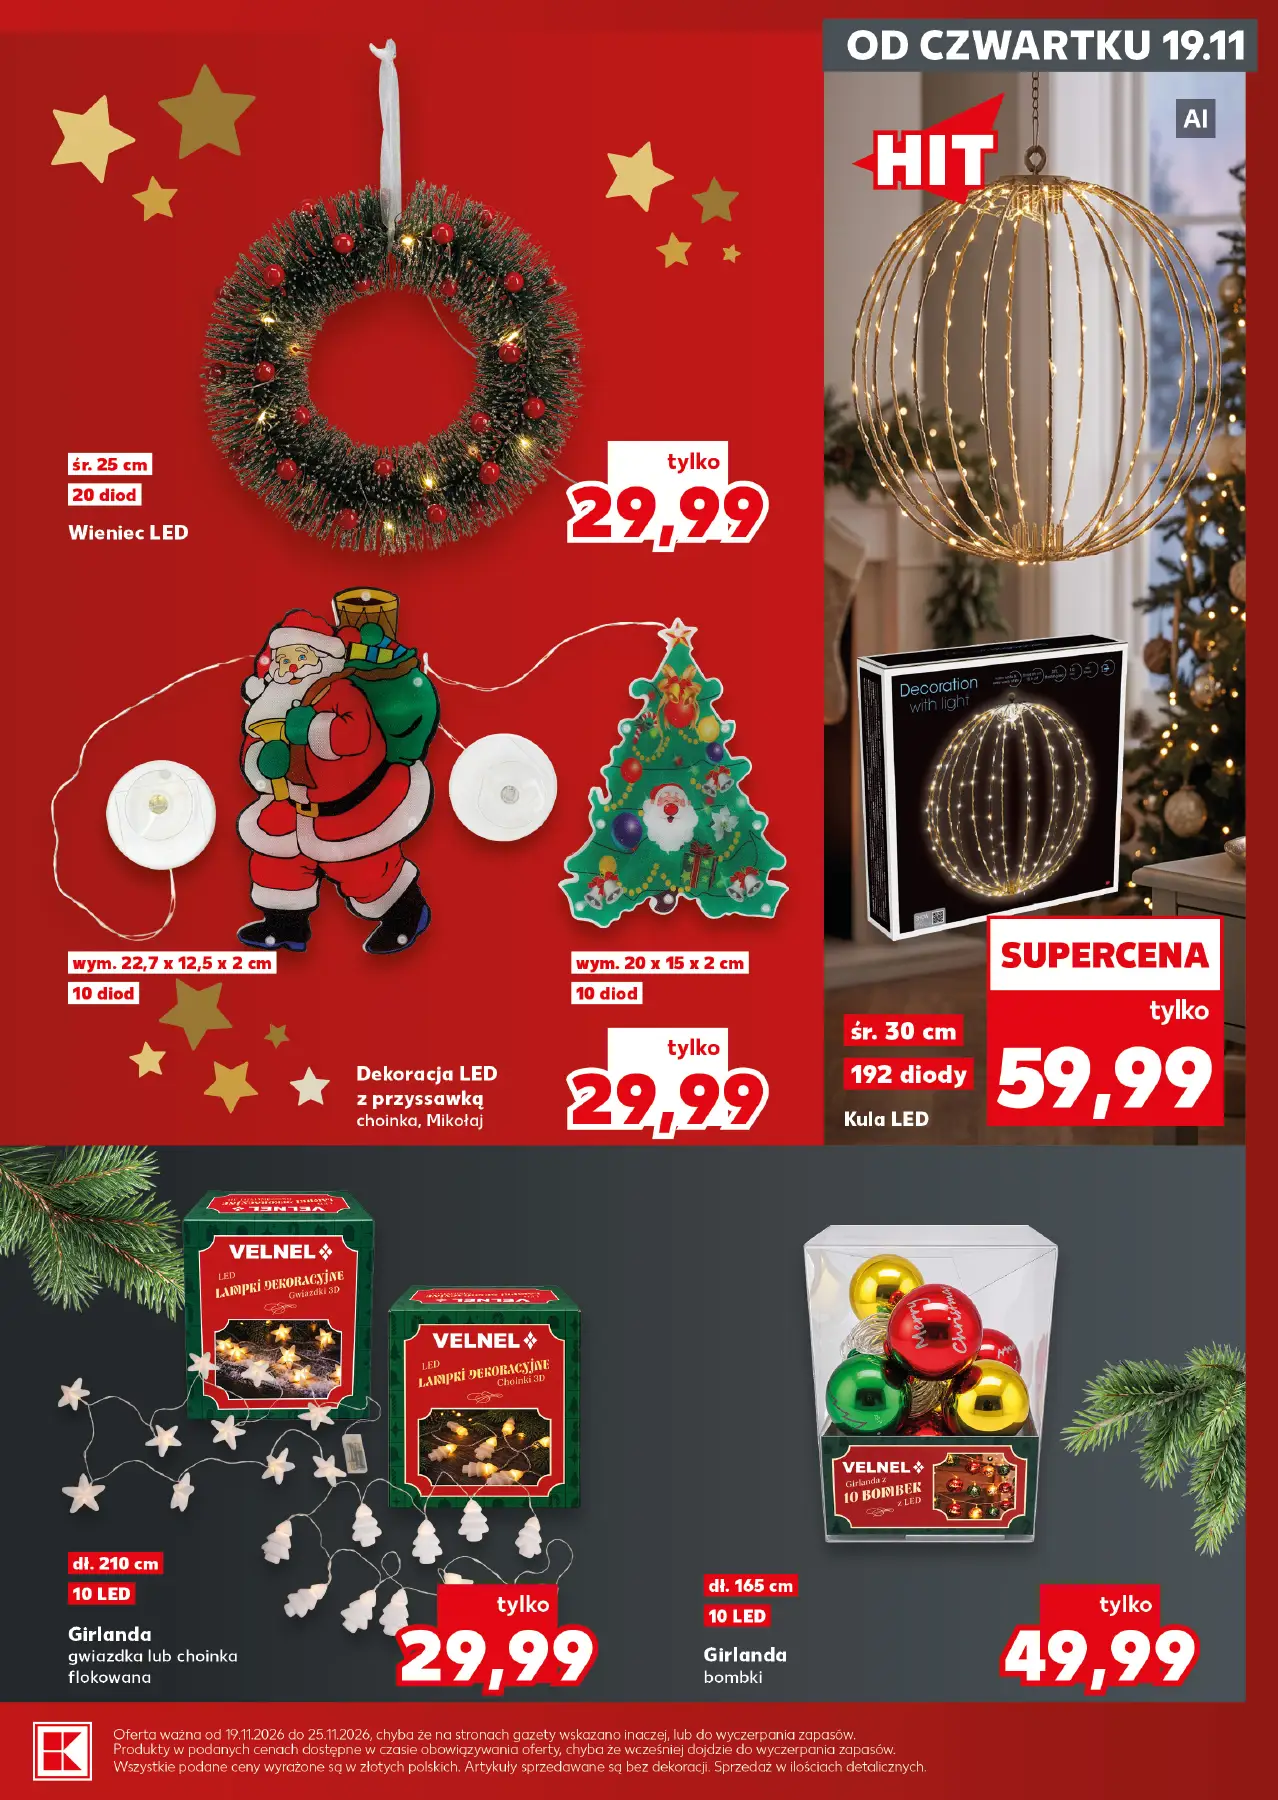 OD CZWARTKU 19.11
AI
HIT
śr. 25 cm
20 diod
Wieniec LED
tylko
29,99
Decoration
with light
wym. 22,7 x 12,5 x 2 cm
10 diod
wym. 20 x 15 x 2 cm
10 diod
Dekoracja LED
z przyssawką
choinka, Mikołaj
tylko
29,99
SUPERCENA
tylko
59,99
śr. 30 cm
192 diody
Kula LED
VELNEL
LED
LAMPKI DEKORACYJNE
Gwiazdki 3D
VELNEL
LED
LAMPKI DEKORACYJNE
Choinki 3D
dł. 210 cm
10 LED
Girlanda
gwiazdka lub choinka
flokowana
tylko
29,99
Merry
Christmas
VELNEL
Girlanda z
10 BOMBEK
z LED
dł. 165 cm
10 LED
Girlanda
bombki
tylko
49,99
Oferta ważna od 19.11.2026 do 25.11.2026, chyba że na stronach gazety wskazano inaczej, lub do wyczerpania zapasów.
Produkty w podanych cenach dostępne w czasie obowiązywania oferty, chyba że wcześniej dojdzie do wyczerpania zapasów.
Wszystkie podane ceny wyrażone są w złotych polskich. Artykuły sprzedawane są bez dekoracji. Sprzedaż w ilościach detalicznych.